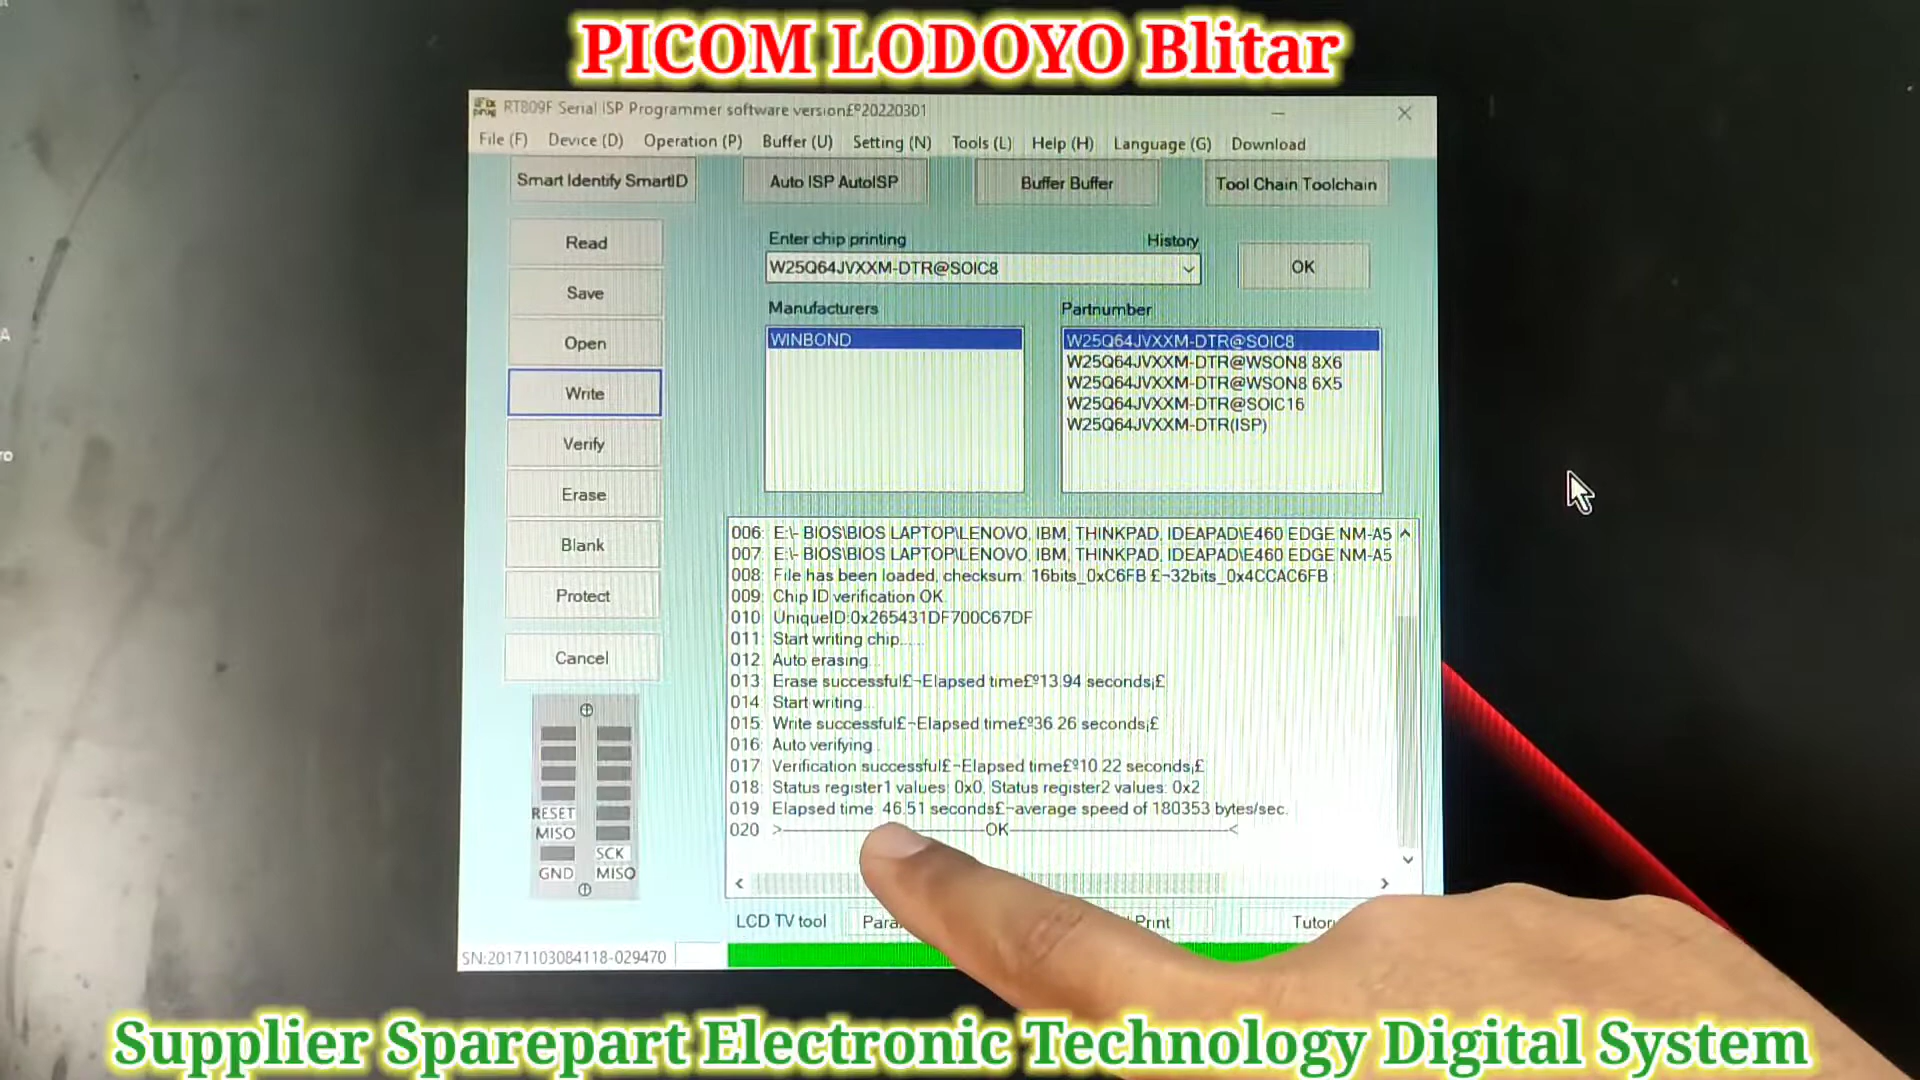 PICOM LODOYO Blitar
RT809F Serial ISP Programmer software version£º20220301
File (F) Device (D) Operation (P) Buffer (U) Setting (N) Tools (L) Help (H) Language (G) Download
Smart Identify SmartID Auto ISP AutoISP Buffer Buffer Tool Chain Toolchain
Read
Save
Open
Write
Verify
Erase
Blank
Protect
Cancel
Enter chip printing History
W25Q64JVXXM-DTR@SOIC8 OK
Manufacturers
WINBOND
Partnumber
W25Q64JVXXM-DTR@SOIC8
W25Q64JVXXM-DTR@WSON8 8X6
W25Q64JVXXM-DTR@WSON8 6X5
W25Q64JVXXM-DTR@SOIC16
W25Q64JVXXM-DTR(ISP)
006: E:\- BIOS\BIOS LAPTOP\LENOVO, IBM, THINKPAD, IDEAPAD\E460 EDGE NM-A5
007: E:\- BIOS\BIOS LAPTOP\LENOVO, IBM, THINKPAD, IDEAPAD\E460 EDGE NM-A5
008: File has been loaded, checksum: 16bits_0xC6FB £¬32bits_0x4CCAC6FB
009: Chip ID verification OK.
010: UniqueID:0x265431DF700C67DF
011: Start writing chip......
012: Auto erasing...
013: Erase successful£¬Elapsed time£º13.94 seconds¡£
014: Start writing...
015: Write successful£¬Elapsed time£º36.26 seconds¡£
016: Auto verifying...
017: Verification successful£¬Elapsed time£º10.22 seconds¡£
018: Status register1 values: 0x0, Status register2 values: 0x2
019: Elapsed time: 46.51 seconds£¬average speed of 180353 bytes/sec.
020: >------------------OK------------------<
RESET
MISO
SCK
GND MISO
LCD TV tool Para Print Tutor
SN:20171103084118-029470
Supplier Sparepart Electronic Technology Digital System